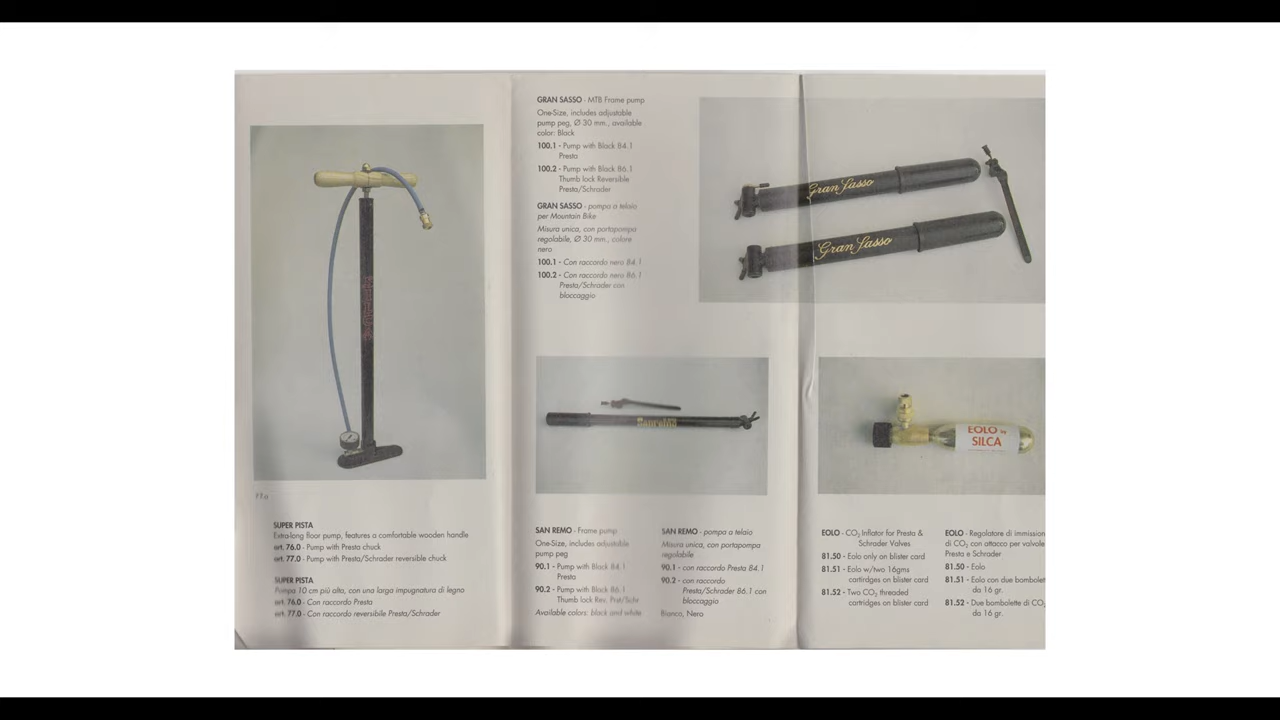 SUPER PISTA
Extra-long floor pump, features a comfortable wooden handle
art. 76.0 - Pump with Presta chuck
art. 77.0 - Pump with Presta/Schrader reversible chuck
SUPER PISTA
Pompa 10 cm più alta, con una larga impugnatura di legno
art. 76.0 - Con raccordo Presta
art. 77.0 - Con raccordo reversibile Presta/Schrader
GRAN SASSO - MTB Frame pump
One-Size, includes adjustable
pump peg, Ø 30 mm., available
color: Black
100.1 - Pump with Black 84.1
Presta
100.2 - Pump with Black 86.1
Thumb lock Reversible
Presta/Schrader
GRAN SASSO - pompa a telaio
per Mountain Bike
Misura unica, con portapompa
regolabile, Ø 30 mm., colore
nero
100.1 - Con raccordo nero 84.1
100.2 - Con raccordo nero 86.1
Presta/Schrader con
bloccaggio
Gran Sasso
Gran Sasso
SanreMo
SAN REMO - Frame pump
One-Size, includes adjustable
pump peg
90.1 - Pump with Black 84.1
Presta
90.2 - Pump with Black 86.1
Thumb lock Rev. Prst/Schr
Available colors: black and white
SAN REMO - pompa a telaio
Misura unica, con portapompa
regolabile
90.1 - con raccordo Presta 84.1
90.2 - con raccordo
Presta/Schrader 86.1 con
bloccaggio
Bianco, Nero
EOLO
SILCA
EOLO - CO2 Inflator for Presta &
Schrader Valves
81.50 - Eolo only on blister card
81.51 - Eolo w/two 16gms
cartirdges on blister card
81.52 - Two CO2 threaded
cartridges on blister card
EOLO - Regolatore di immission
di CO2 con attacco per valvole
Presta e Schrader
81.50 - Eolo
81.51 - Eolo con due bombolet
da 16 gr.
81.52 - Due bombolette di CO2
da 16 gr.